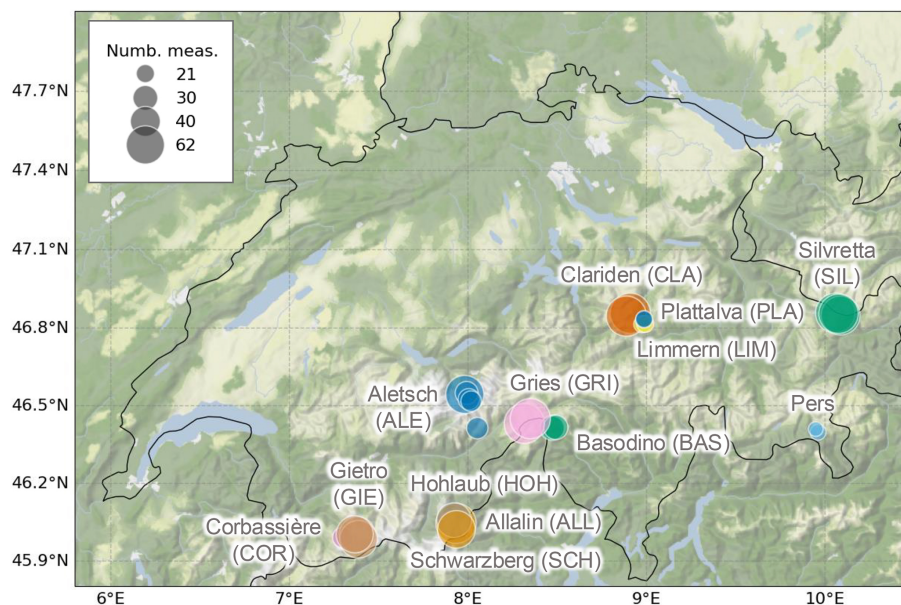 Numb. meas.
21
30
40
62
47.7°N
47.4°N
47.1°N
46.8°N
46.5°N
46.2°N
45.9°N
Silvretta
(SIL)
Clariden (CLA)
Plattalva (PLA)
Limmern (LIM)
Aletsch
(ALE)
Gries (GRI)
Pers
Basodino (BAS)
Gietro
(GIE)
Hohlaub (HOH)
Corbassière
(COR)
Allalin (ALL)
Schwarzberg (SCH)
6°E
7°E
8°E
9°E
10°E